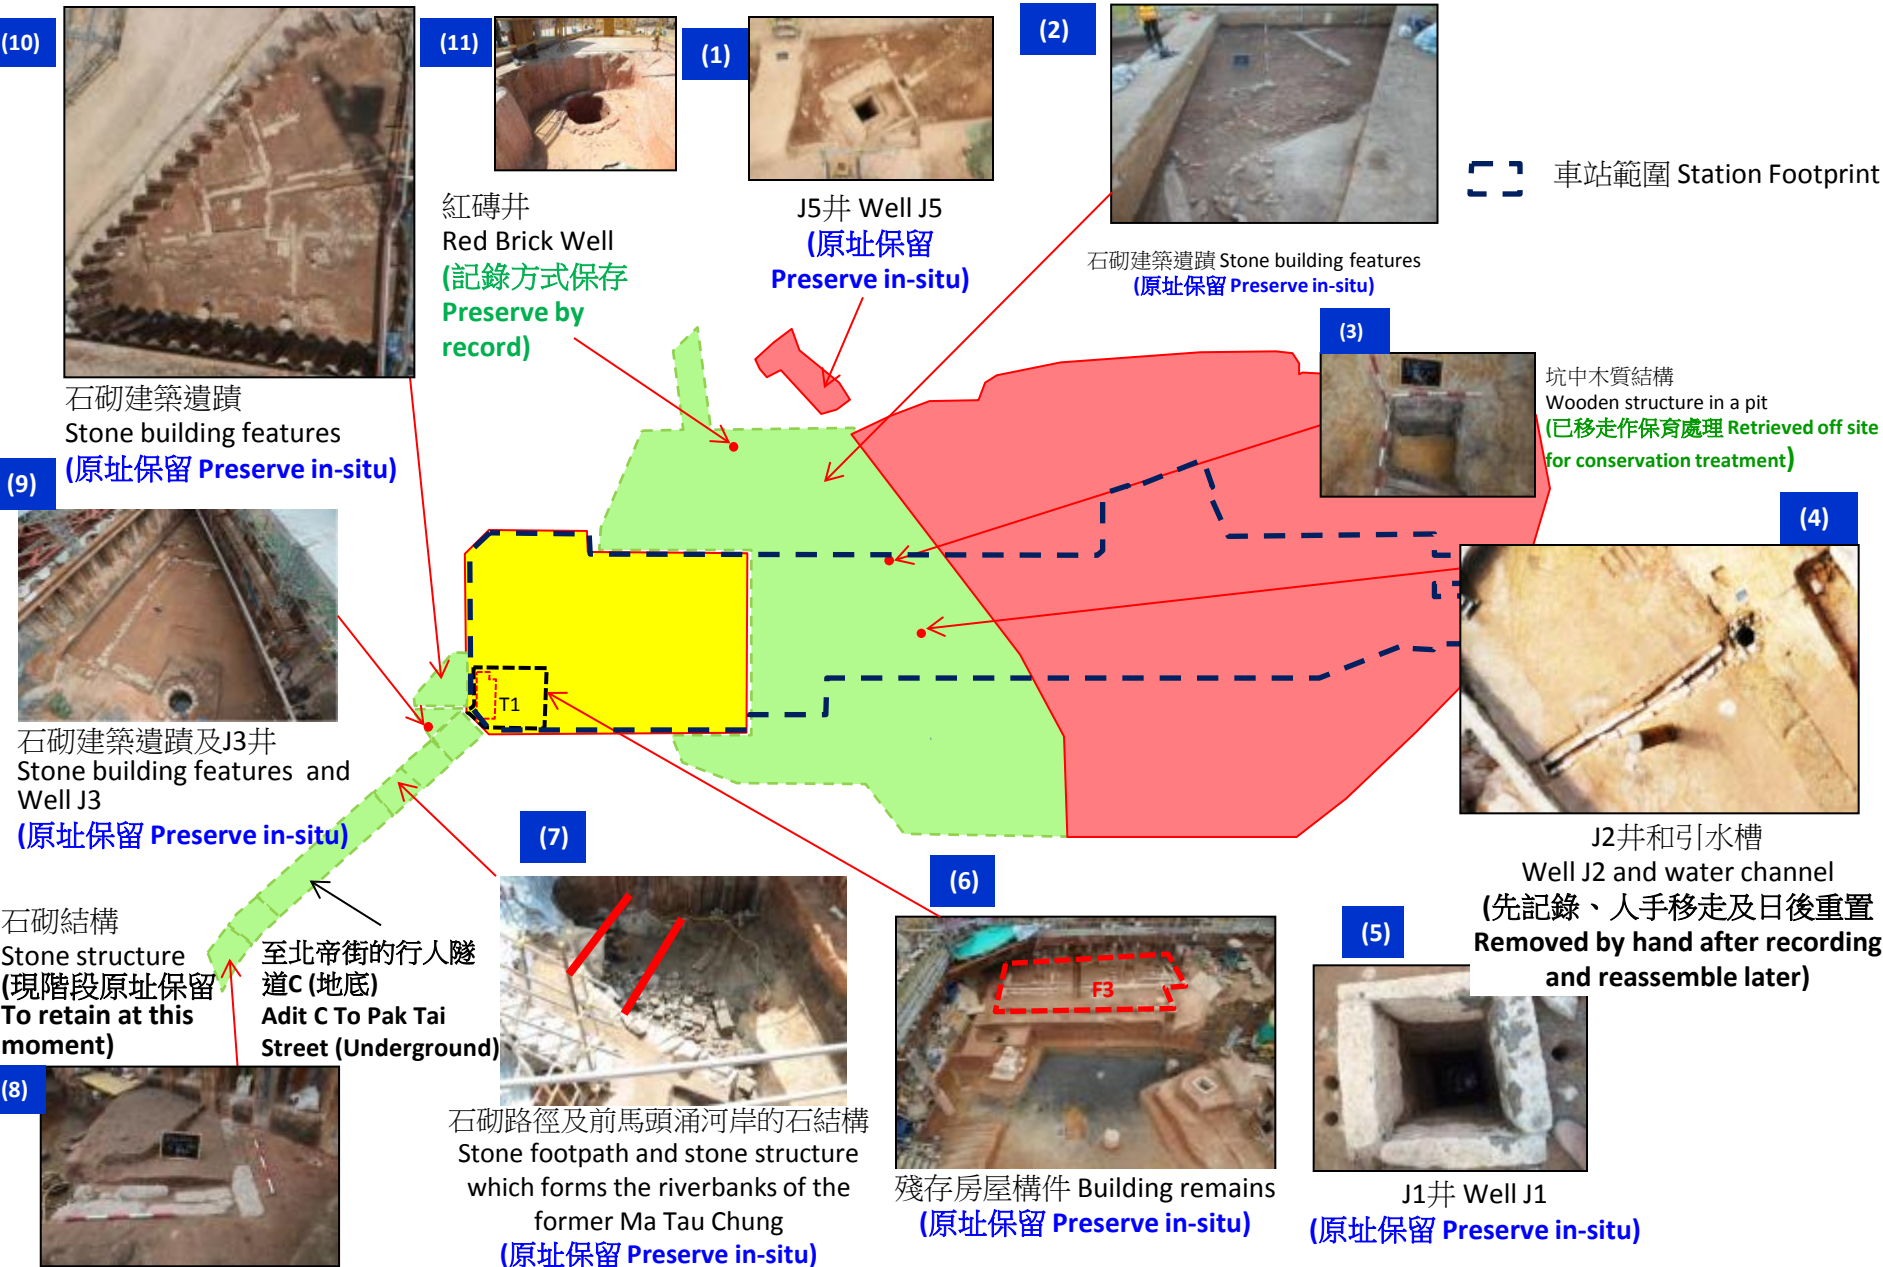 (10)
石砌建築遺蹟
Stone building features
(原址保留 Preserve in-situ)
(11)
紅磚井
Red Brick Well
(記錄方式保存
Preserve by
record)
(1)
J5井 Well J5
(原址保留
Preserve in-situ)
(2)
石砌建築遺蹟 Stone building features
(原址保留 Preserve in-situ)
車站範圍 Station Footprint
(3)
坑中木質結構
Wooden structure in a pit
(已移走作保育處理 Retrieved off site
for conservation treatment)
(4)
J2井和引水槽
Well J2 and water channel
(先記錄、人手移走及日後重置
Removed by hand after recording
and reassemble later)
(9)
石砌建築遺蹟及J3井
Stone building features and
Well J3
(原址保留 Preserve in-situ)
T1
石砌結構
Stone structure
(現階段原址保留
To retain at this
moment)
(8)
至北帝街的行人隧
道C (地底)
Adit C To Pak Tai
Street (Underground)
(7)
石砌路徑及前馬頭涌河岸的石結構
Stone footpath and stone structure
which forms the riverbanks of the
former Ma Tau Chung
(原址保留 Preserve in-situ)
(6)
F3
殘存房屋構件 Building remains
(原址保留 Preserve in-situ)
(5)
J1井 Well J1
(原址保留 Preserve in-situ)